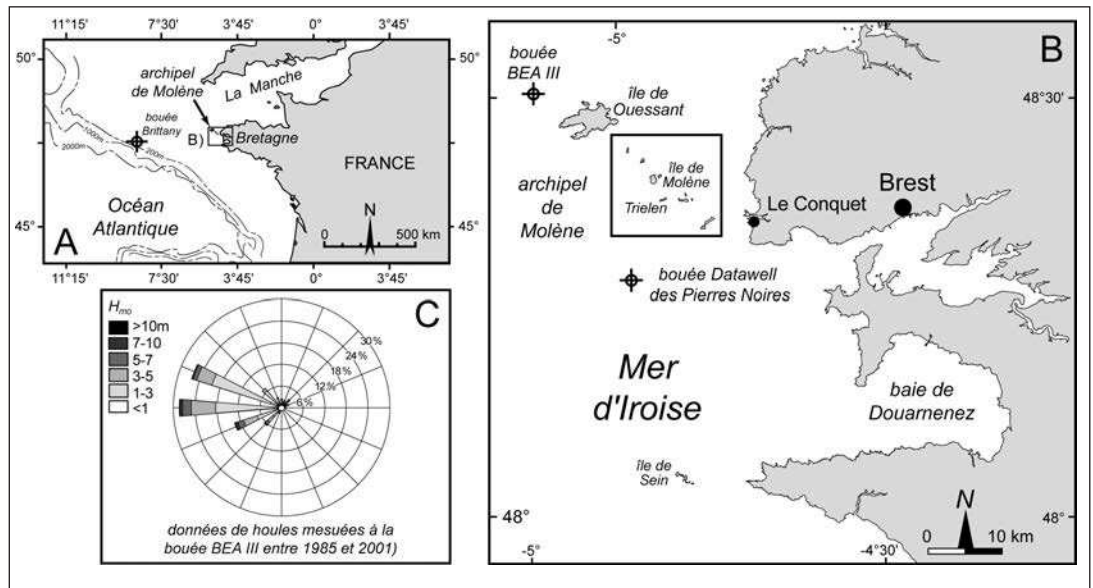 11°15'
7°30'
3°45'
0°
3°45'
50°
50°
archipel
de Molène
La Manche
bouée
Brittany
B)
Bretagne
1000m
200m
2000m
FRANCE
45°
45°
Océan
Atlantique
A
N
0
500 km
11°15'
7°30'
3°45'
0°
3°45'
C
Hmo
>10m
7-10
5-7
3-5
1-3
<1
30%
24%
18%
12%
6%
données de houles mesuées à la
bouée BEA III entre 1985 et 2001)
-5°
B
bouée
BEA III
48°30'
île de
Ouessant
île de
Molène
Trielen
archipel
de
Molène
Brest
Le Conquet
bouée Datawell
des Pierres Noires
Mer
d'Iroise
baie de
Douarnenez
île de
Sein
N
48°
48°
0
10 km
-5°
-4°30'